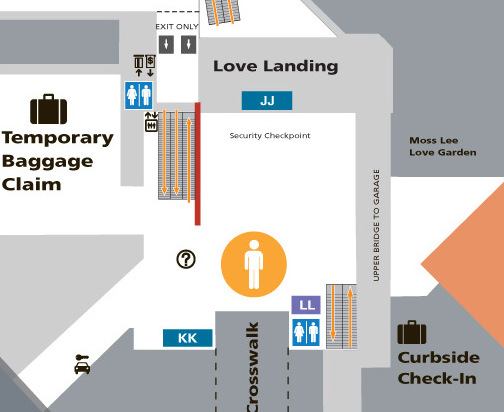 EXIT ONLY
$
Love Landing
JJ
Security Checkpoint
Moss Lee
Love Garden
Temporary
Baggage
Claim
UPPER BRIDGE TO GARAGE
?
LL
KK
Crosswalk
Curbside
Check-In